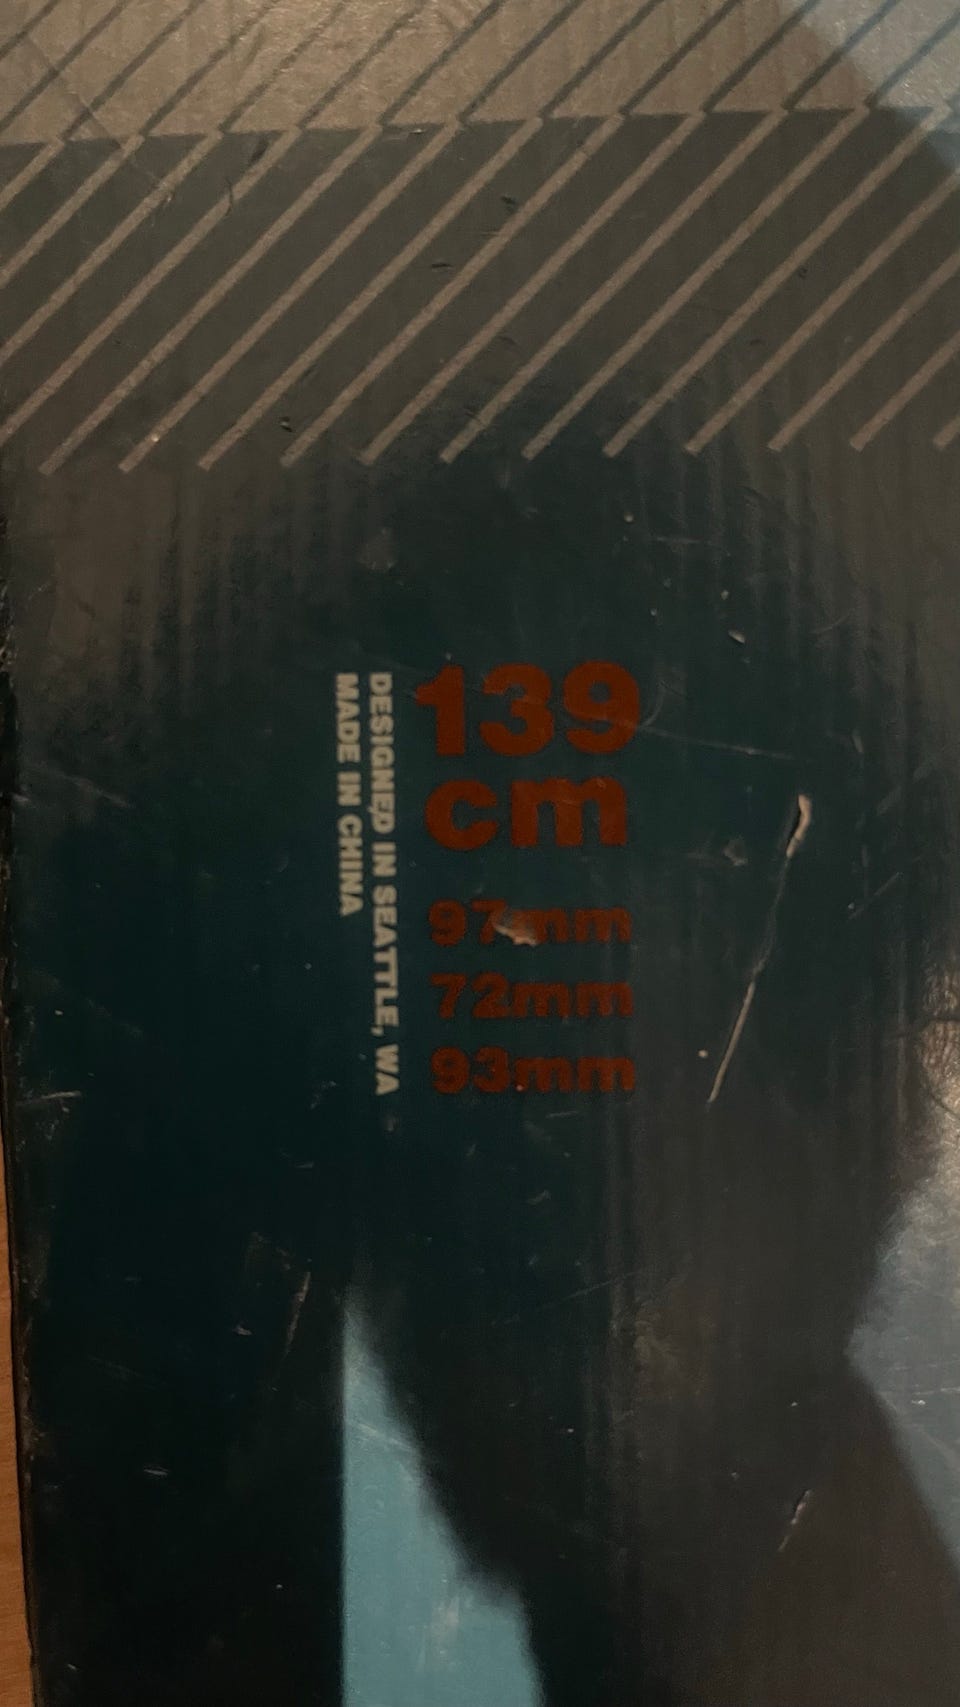 139
cm
97mm
72mm
93mm
DESIGNED IN SEATTLE, WA
MADE IN CHINA